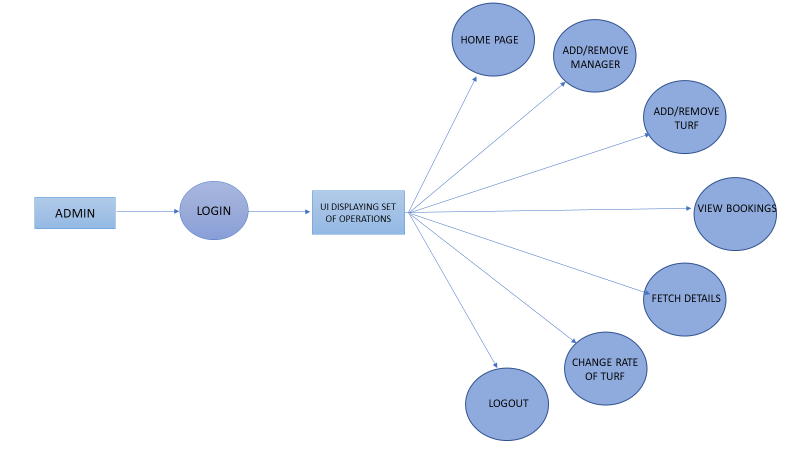 HOME PAGE
ADD/REMOVE
MANAGER
ADD/REMOVE
TURF
ADMIN
LOGIN
UI DISPLAYING SET
OF OPERATIONS
VIEW BOOKINGS
FETCH DETAILS
CHANGE RATE
OF TURF
LOGOUT